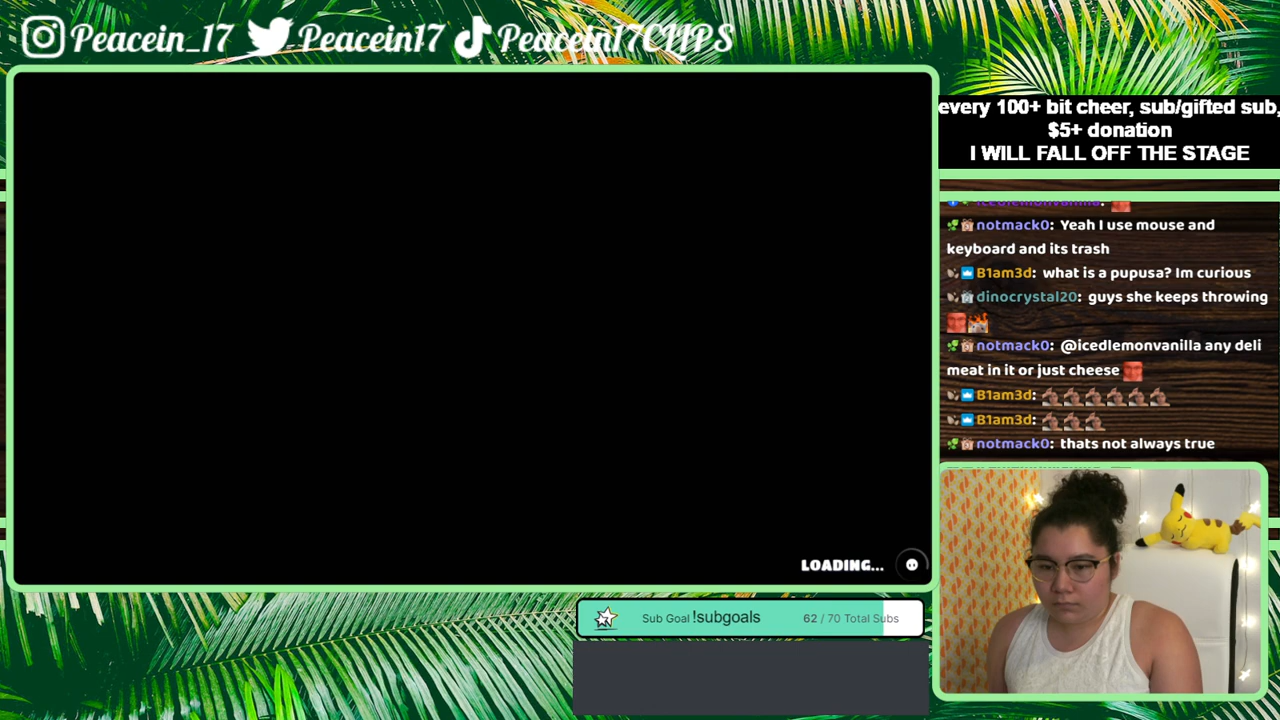 Peacein_17 Peacein17 Peacein17ClIPS
every 100+ bit cheer, sub/gifted sub,
$5+ donation
I WILL FALL OFF THE STAGE
notmack0: Yeah I use mouse and
keyboard and its trash
B1am3d: what is a pupusa? Im curious
dinocrystal20: guys she keeps throwing
notmack0: @icedlemonvanilla any deli
meat in it or just cheese
B1am3d:
B1am3d:
notmack0: thats not always true
LOADING...
Sub Goal !subgoals 62 / 70 Total Subs